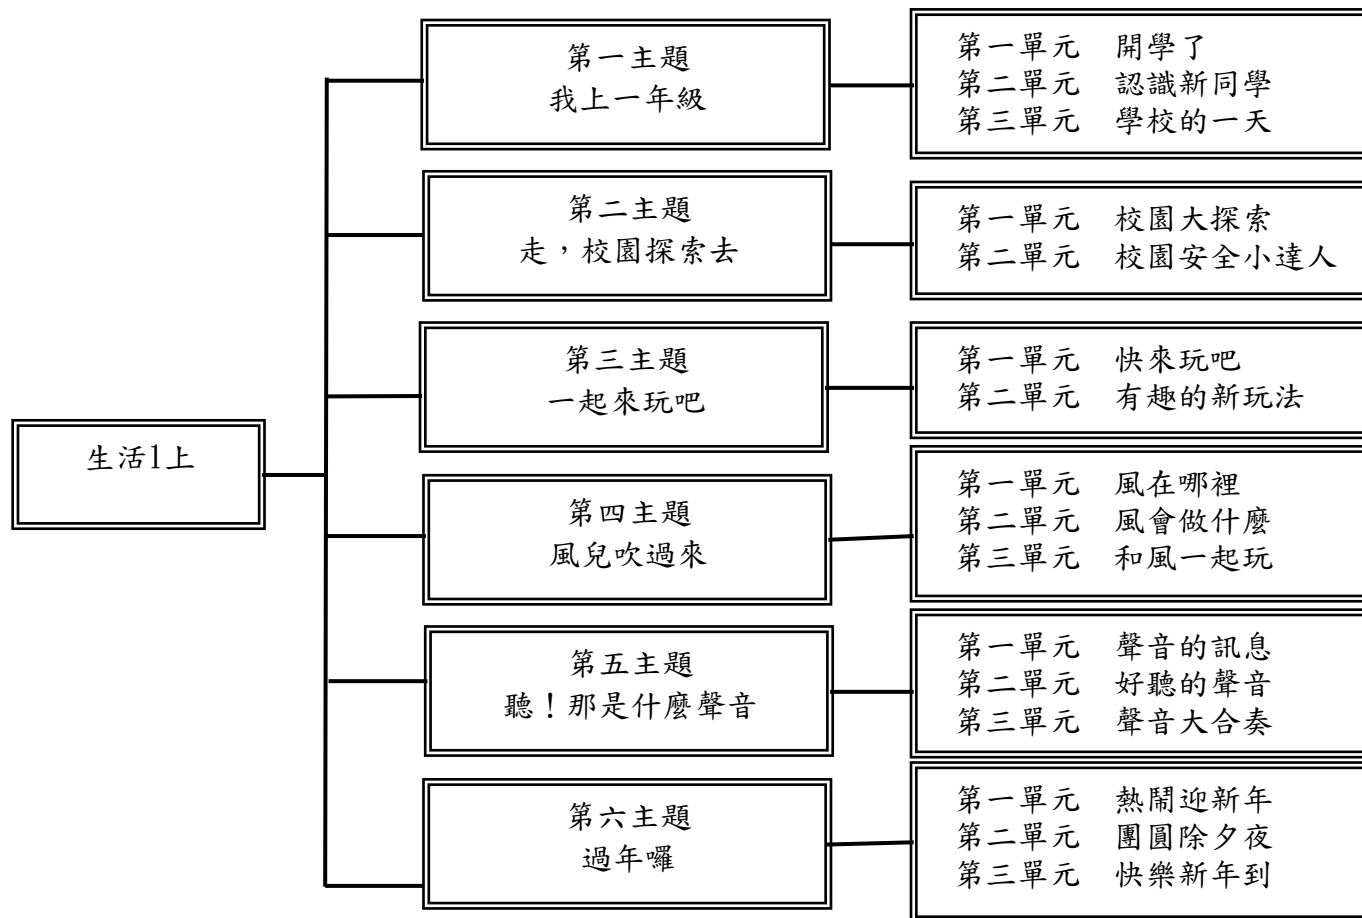 生活1上
第一主題
我上一年級
第一單元　開學了
第二單元　認識新同學
第三單元　學校的一天
第二主題
走，校園探索去
第一單元　校園大探索
第二單元　校園安全小達人
第三主題
一起來玩吧
第一單元　快來玩吧
第二單元　有趣的新玩法
第四主題
風兒吹過來
第一單元　風在哪裡
第二單元　風會做什麼
第三單元　和風一起玩
第五主題
聽！那是什麼聲音
第一單元　聲音的訊息
第二單元　好聽的聲音
第三單元　聲音大合奏
第六主題
過年囉
第一單元　熱鬧迎新年
第二單元　團圓除夕夜
第三單元　快樂新年到